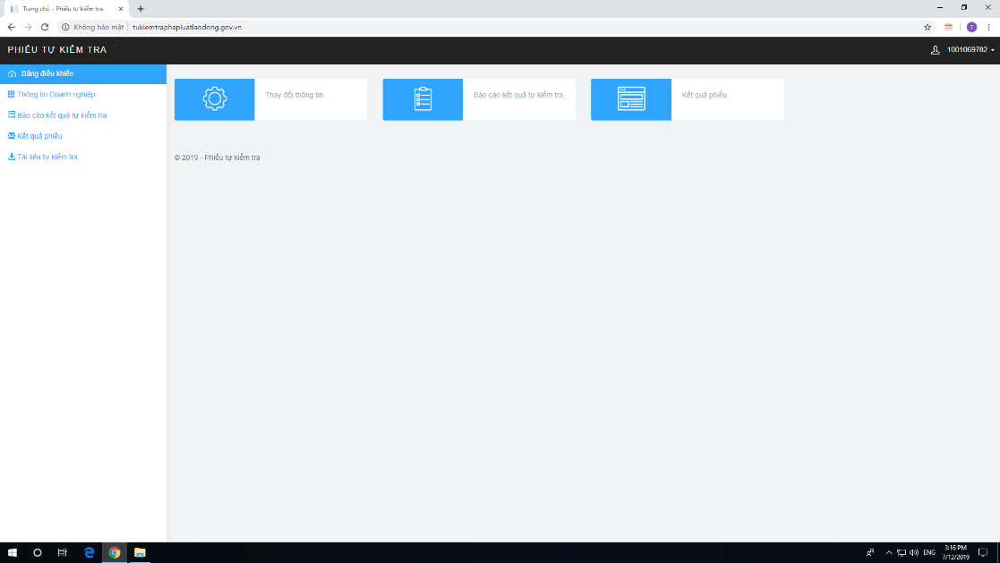 Trang chủ - Phiếu tự kiểm tra
Không bảo mật | tukiemtraphapluatlaodong.gov.vn
T
PHIẾU TỰ KIỂM TRA
1001069782
Bảng điều khiển
Thông tin Doanh nghiệp
Báo cáo kết quả tự kiểm tra
Kết quả phiếu
Tài liệu tự kiểm tra
Thay đổi thông tin
Báo cáo kết quả tự kiểm tra
Kết quả phiếu
© 2019 - Phiếu tự kiểm tra
ENG
3:16 PM
7/12/2019